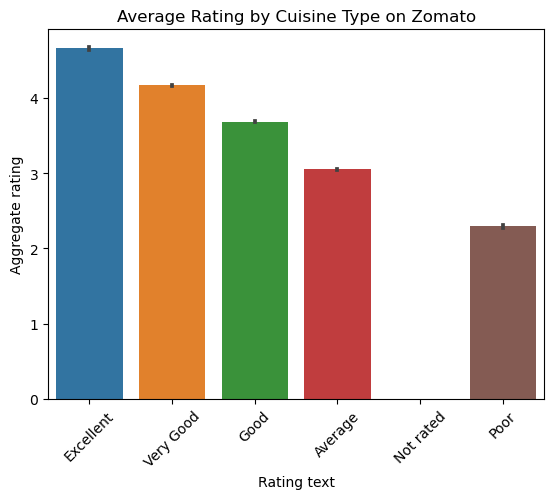 Average Rating by Cuisine Type on Zomato
Aggregate rating
4
3
2
1
0
Excellent
Very Good
Good
Average
Not rated
Poor
Rating text